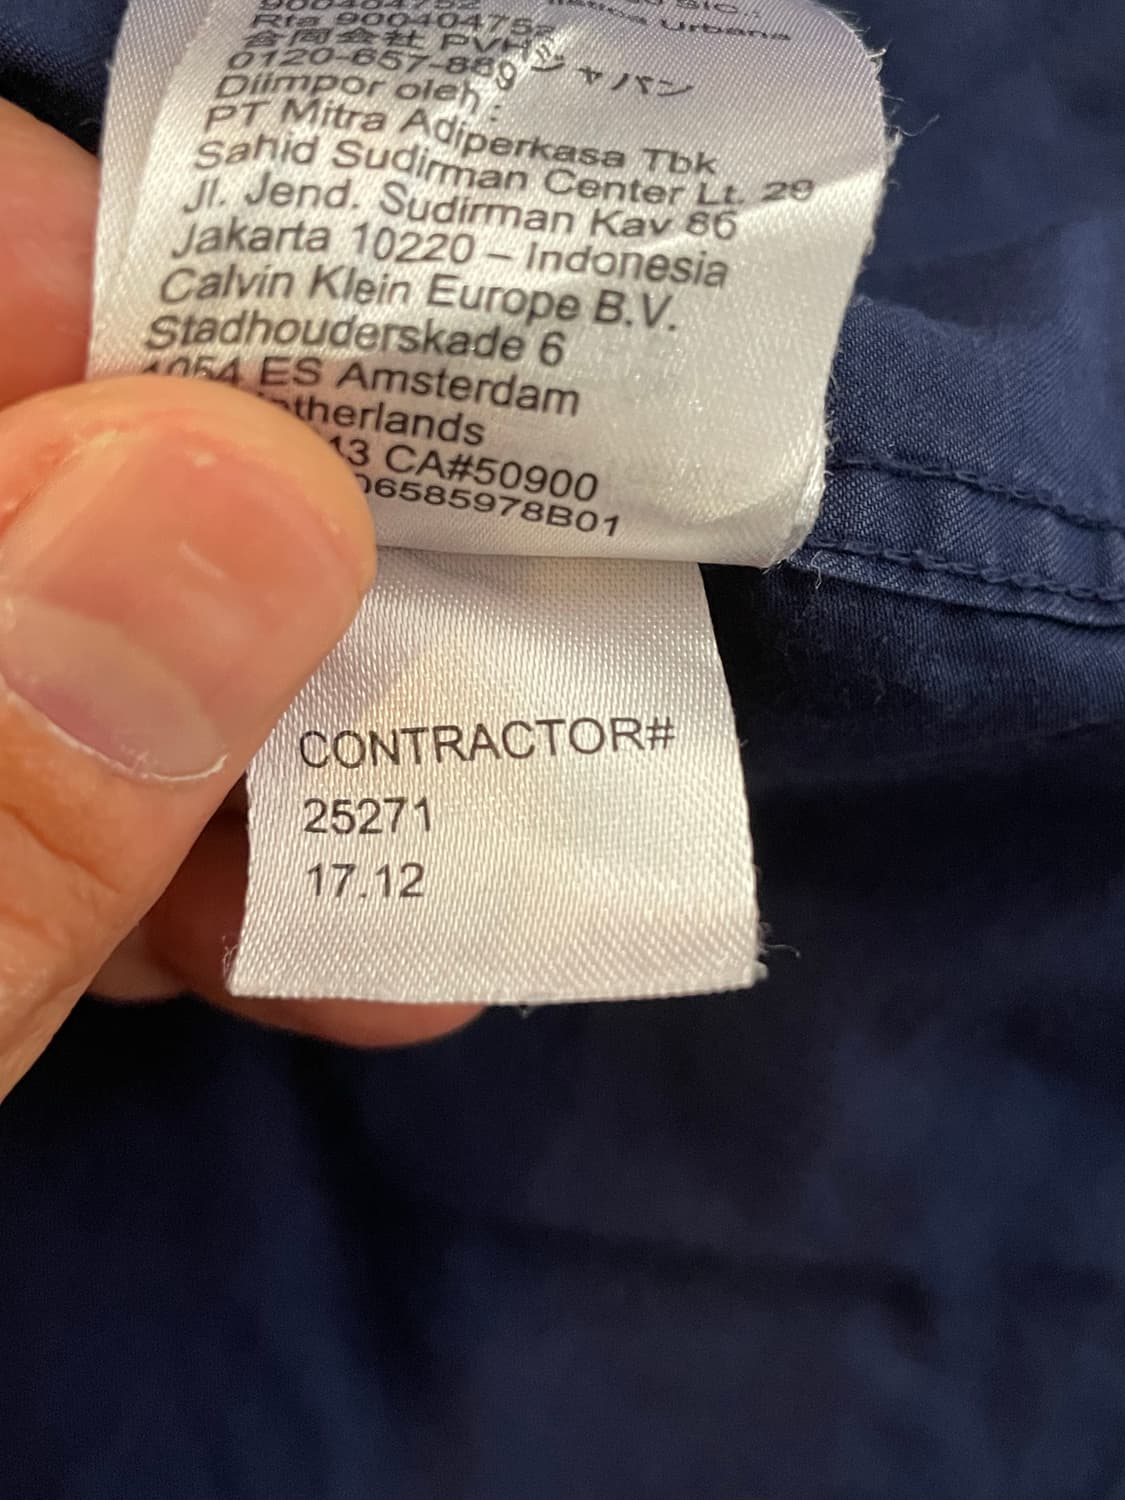 Rta 900404752
合同会社 PVHジャパン
0120-657-889
Diimpor oleh :
PT Mitra Adiperkasa Tbk
Sahid Sudirman Center Lt. 29
Jl. Jend. Sudirman Kav 86
Jakarta 10220 – Indonesia
Calvin Klein Europe B.V.
Stadhouderskade 6
1054 ES Amsterdam
CA#50900
CONTRACTOR#
25271
17.12